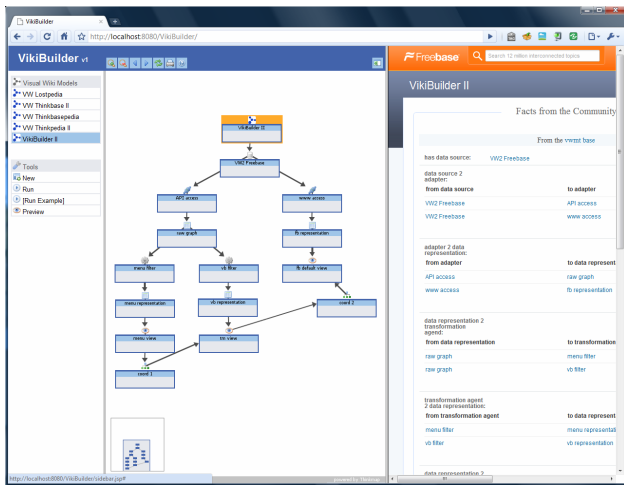 VikiBuilder
http://localhost:8080/VikiBuilder/
VikiBuilder v1
Visual Wiki Models
VW Lostpedia
VW Thinkbase II
VW Thinkbasepedia
VW Thinkpedia II
VikiBuilder II
Tools
New
Run
[Run Example]
Preview
VikiBuilder II
VW2 Freebase
API access
www access
raw graph
fb representation
menu filter
vb filter
fb default view
menu representation
vb representation
coord 2
menu view
tm view
coord 1
http://localhost:8080/VikiBuilder/sidebar.jsp#
Freebase
Search 12 million interconnected topics
VikiBuilder II
Facts from the Community
From the vwmt base
has data source: VW2 Freebase
data source 2
adapter:
from data source to adapter
VW2 Freebase API access
VW2 Freebase www access
adapter 2 data
representation:
from adapter to data represent
API access raw graph
www access fb representation
data representation 2
transformation
agend:
from data representation to transformation
raw graph menu filter
raw graph vb filter
transformation agent
2 data representation:
from transformation agent to data represent
menu filter menu representati
vb filter vb representation
data representation 2